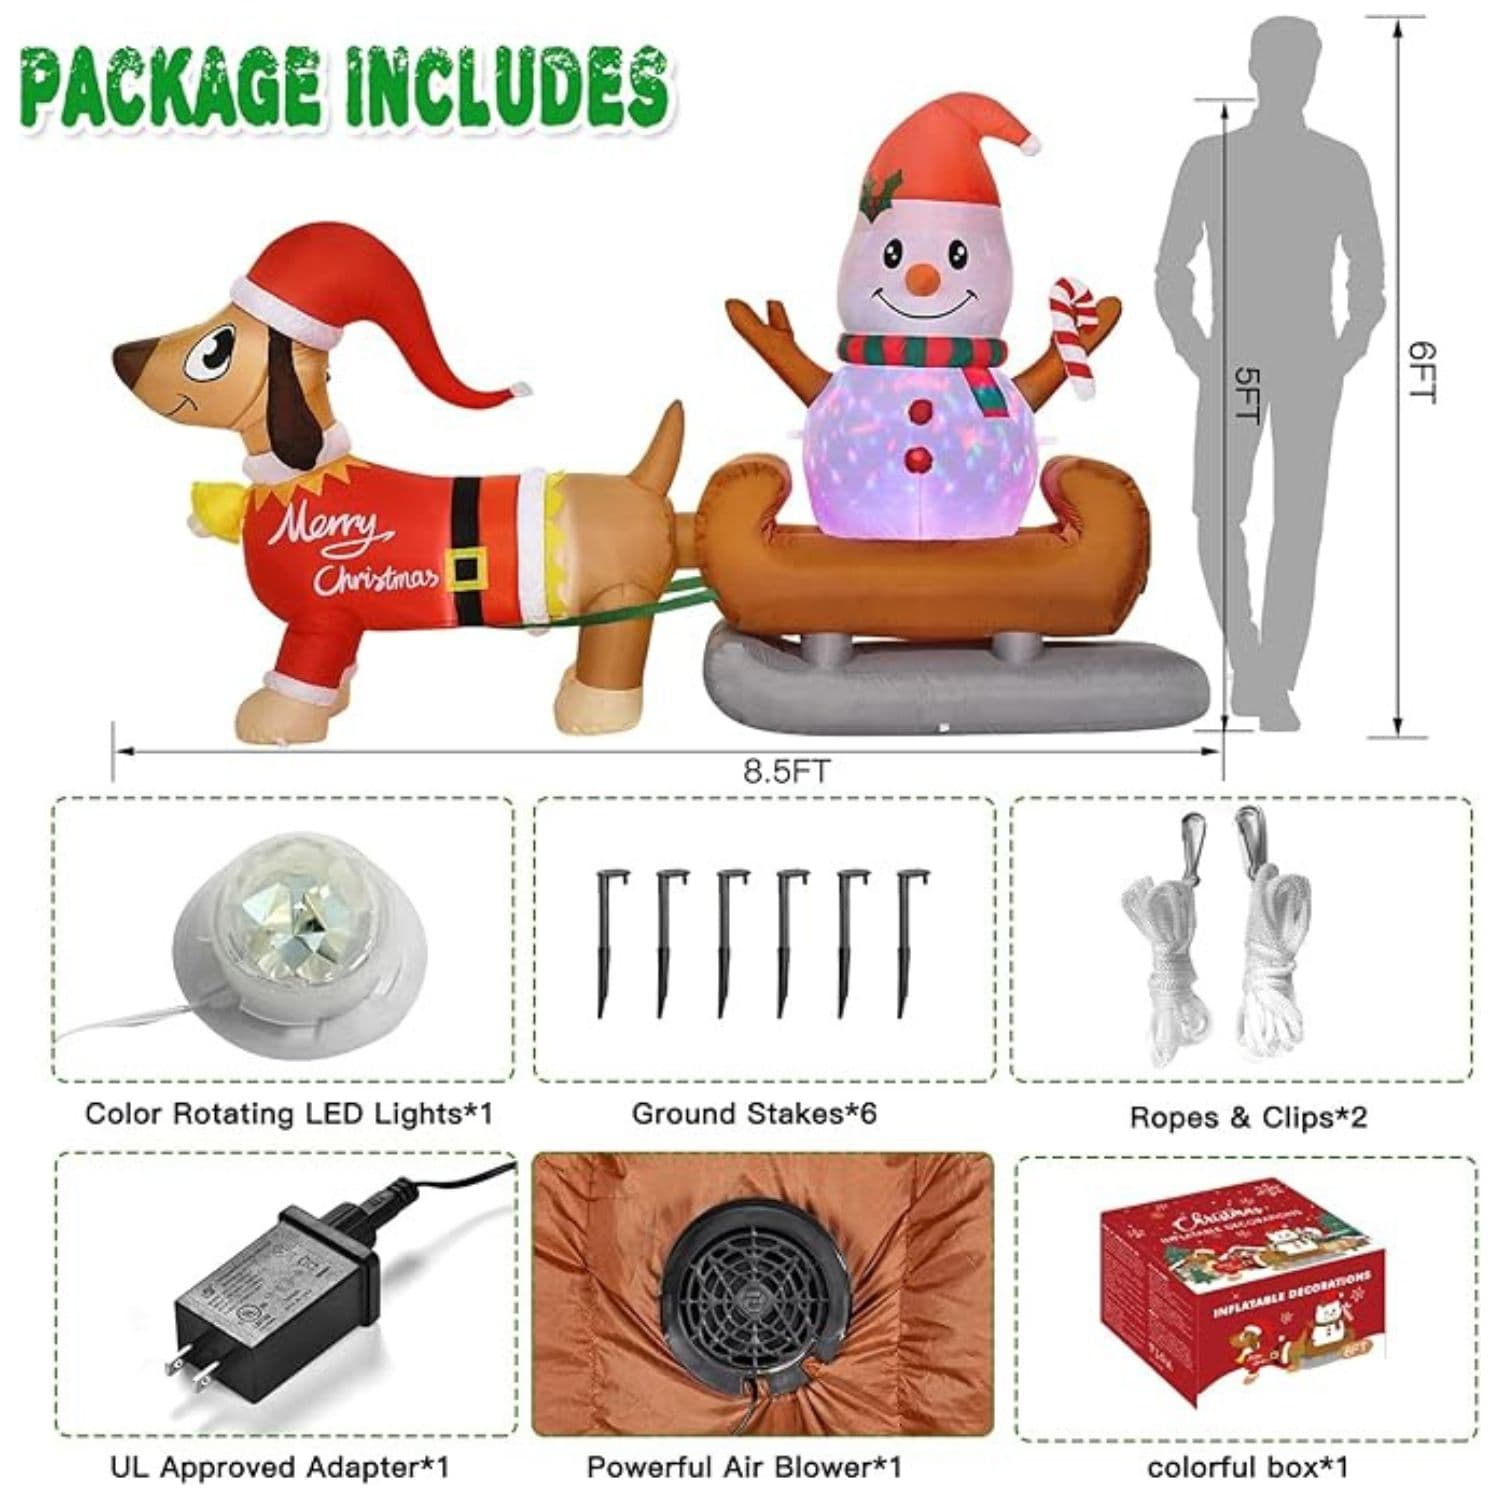 PACKAGE INCLUDES
Merry
Christmas
5FT
6FT
8.5FT
Color Rotating LED Lights*1
Ground Stakes*6
Ropes & Clips*2
Christmas
INFLATABLE DECORATIONS
INFLATABLE DECORATIONS
8FT
UL Approved Adapter*1
Powerful Air Blower*1
colorful box*1